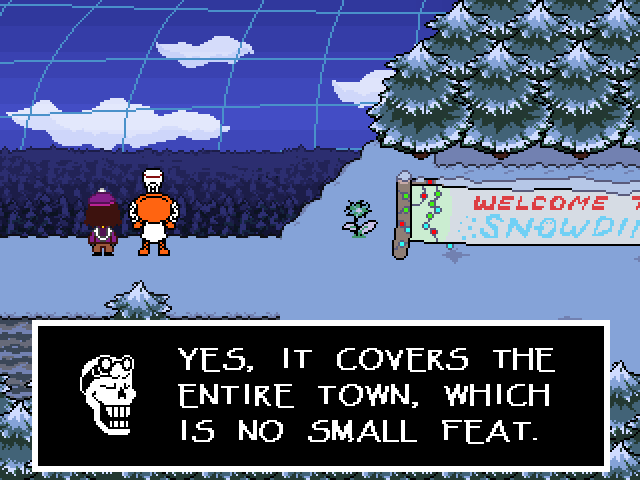 WELCOME T
SNOWDI
YES, IT COVERS THE
ENTIRE TOWN, WHICH
IS NO SMALL FEAT.